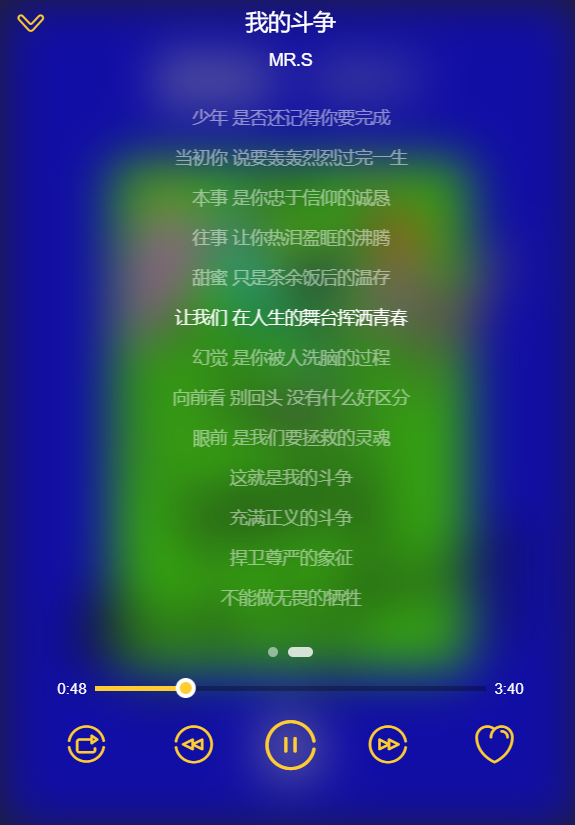 我的斗争
MR.S
少年 是否还记得你要完成
当初你 说要轰轰烈烈过完一生
本事 是你忠于信仰的诚恳
往事 让你热泪盈眶的沸腾
甜蜜 只是茶余饭后的温存
让我们 在人生的舞台挥洒青春
幻觉 是你被人洗脑的过程
向前看 别回头 没有什么好区分
眼前 是我们要拯救的灵魂
这就是我的斗争
充满正义的斗争
捍卫尊严的象征
不能做无畏的牺牲
0:48
3:40